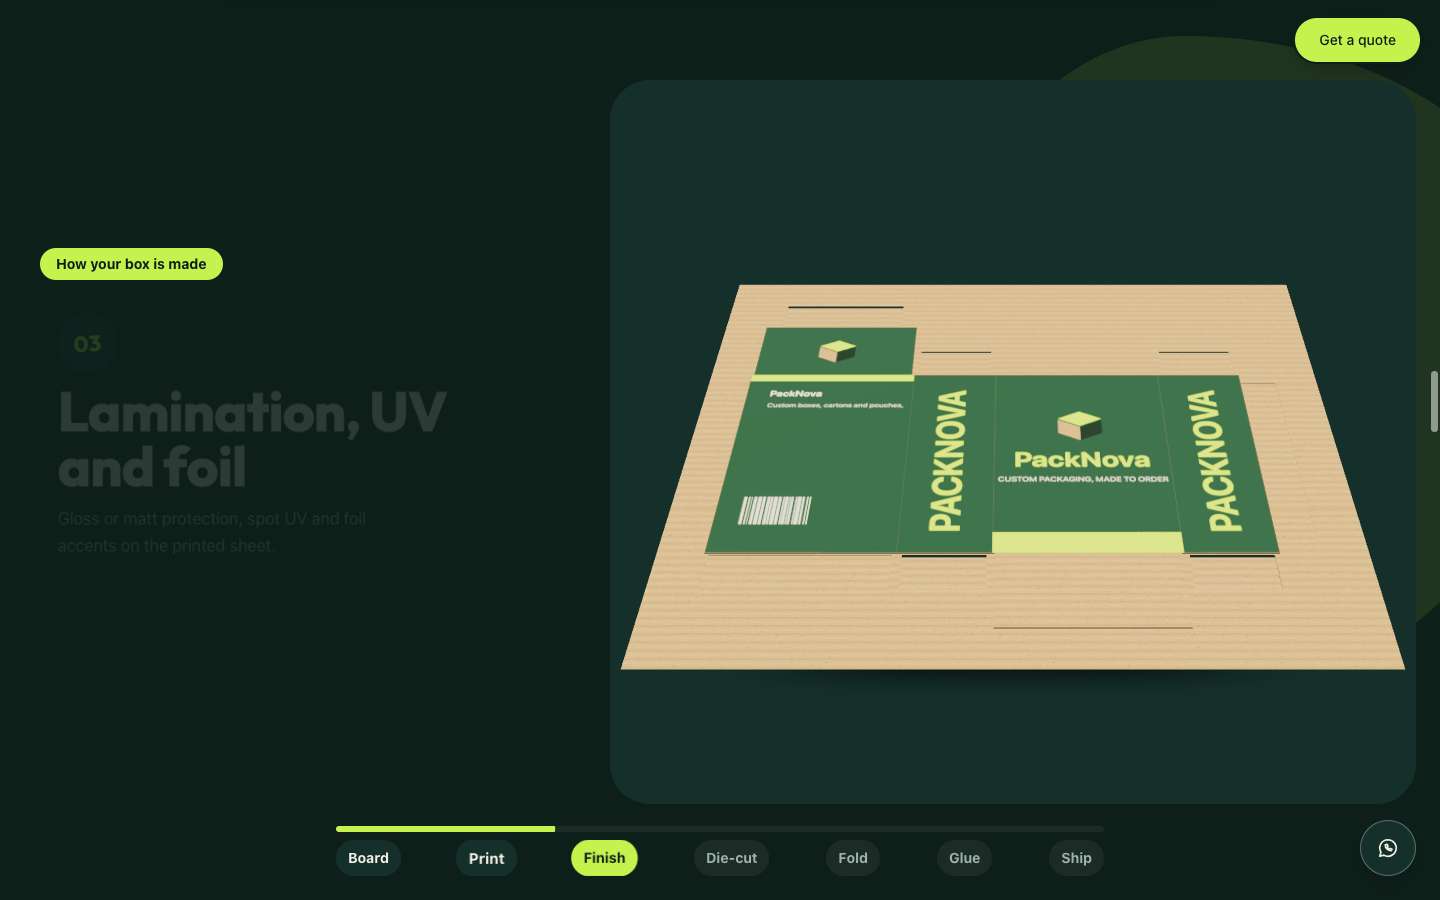 Get a quote
How your box is made
03
Lamination, UV
and foil
Gloss or matt protection, spot UV and foil
accents on the printed sheet.
PackNova
Custom boxes, cartons and pouches.
PACKNOVA
PackNova
CUSTOM PACKAGING, MADE TO ORDER
PACKNOVA
Board
Print
Finish
Die-cut
Fold
Glue
Ship